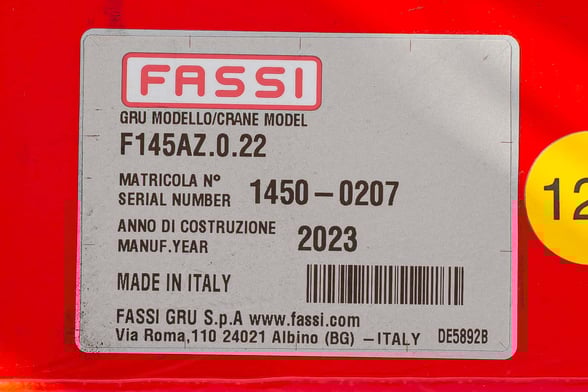 FASSI
GRU MODELLO/CRANE MODEL
F145AZ.0.22
MATRICOLA Nº
SERIAL NUMBER 1450-0207
ANNO DI COSTRUZIONE
MANUF.YEAR 2023
MADE IN ITALY
FASSI GRU S.p.A www.fassi.com
Via Roma,110 24021 Albino (BG) -ITALY DE5892B
12